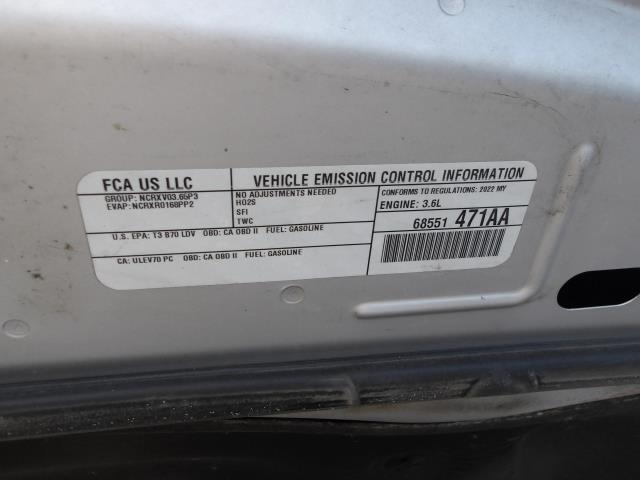 FCA US LLC
VEHICLE EMISSION CONTROL INFORMATION
GROUP: NCRXV03.65P3
EVAP: NCRXR0168PP2
NO ADJUSTMENTS NEEDED
HO2S
SFI
TWC
CONFORMS TO REGULATIONS: 2022 MY
ENGINE: 3.6L
68551 471AA
U.S. EPA: T3 B70 LDV OBD: CA OBD II FUEL: GASOLINE
CA: ULEV70 PC OBD: CA OBD II FUEL: GASOLINE